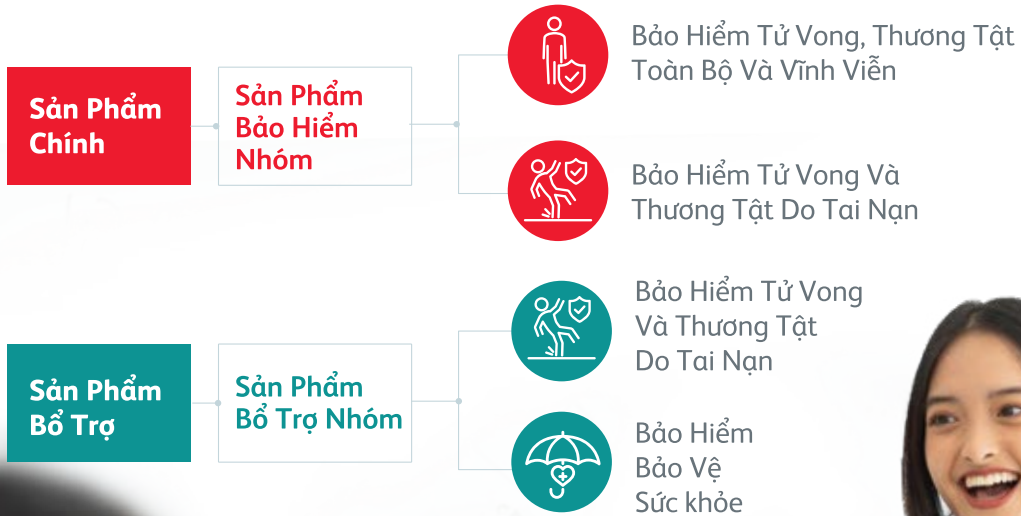 Sản Phẩm
Chính
Sản Phẩm
Bảo Hiểm
Nhóm
Bảo Hiểm Tử Vong, Thương Tật
Toàn Bộ Và Vĩnh Viễn
Bảo Hiểm Tử Vong Và
Thương Tật Do Tai Nạn
Sản Phẩm
Bổ Trợ
Sản Phẩm
Bổ Trợ Nhóm
Bảo Hiểm Tử Vong
Và Thương Tật
Do Tai Nạn
Bảo Hiểm
Bảo Vệ
Sức khỏe